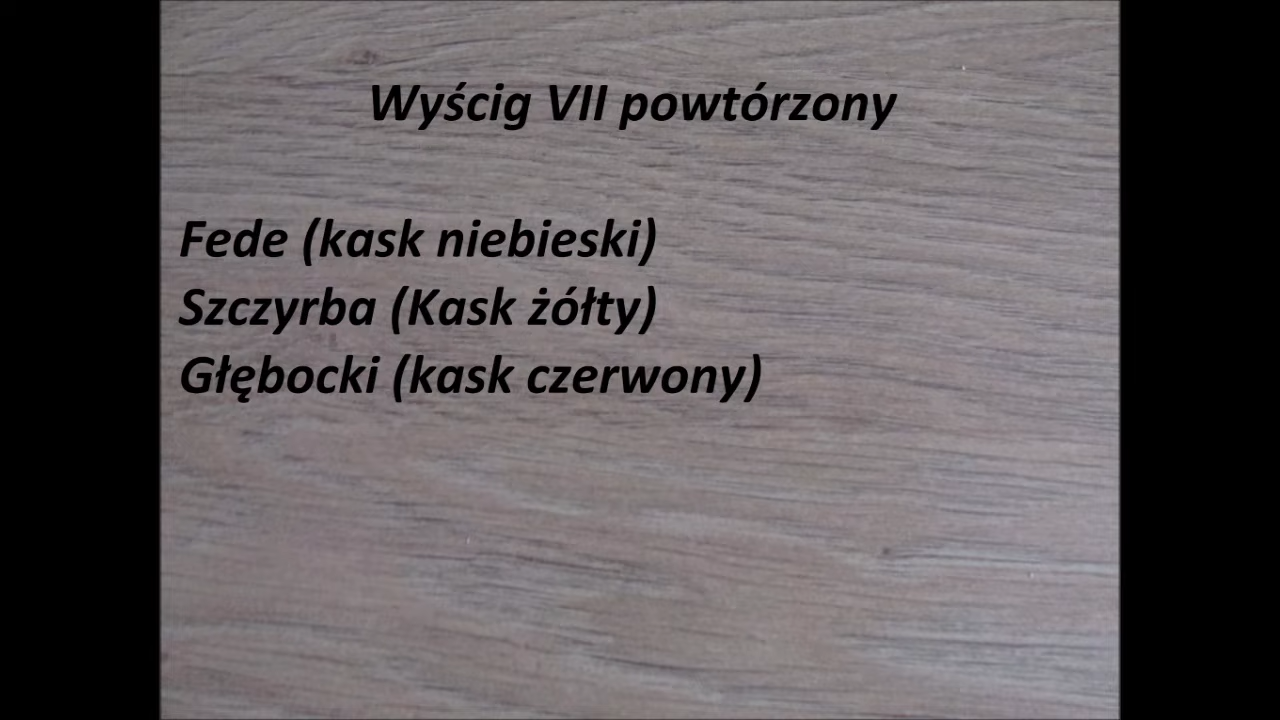 Wyścig VII powtórzony
Fede (kask niebieski)
Szczyrba (Kask żółty)
Głębocki (kask czerwony)